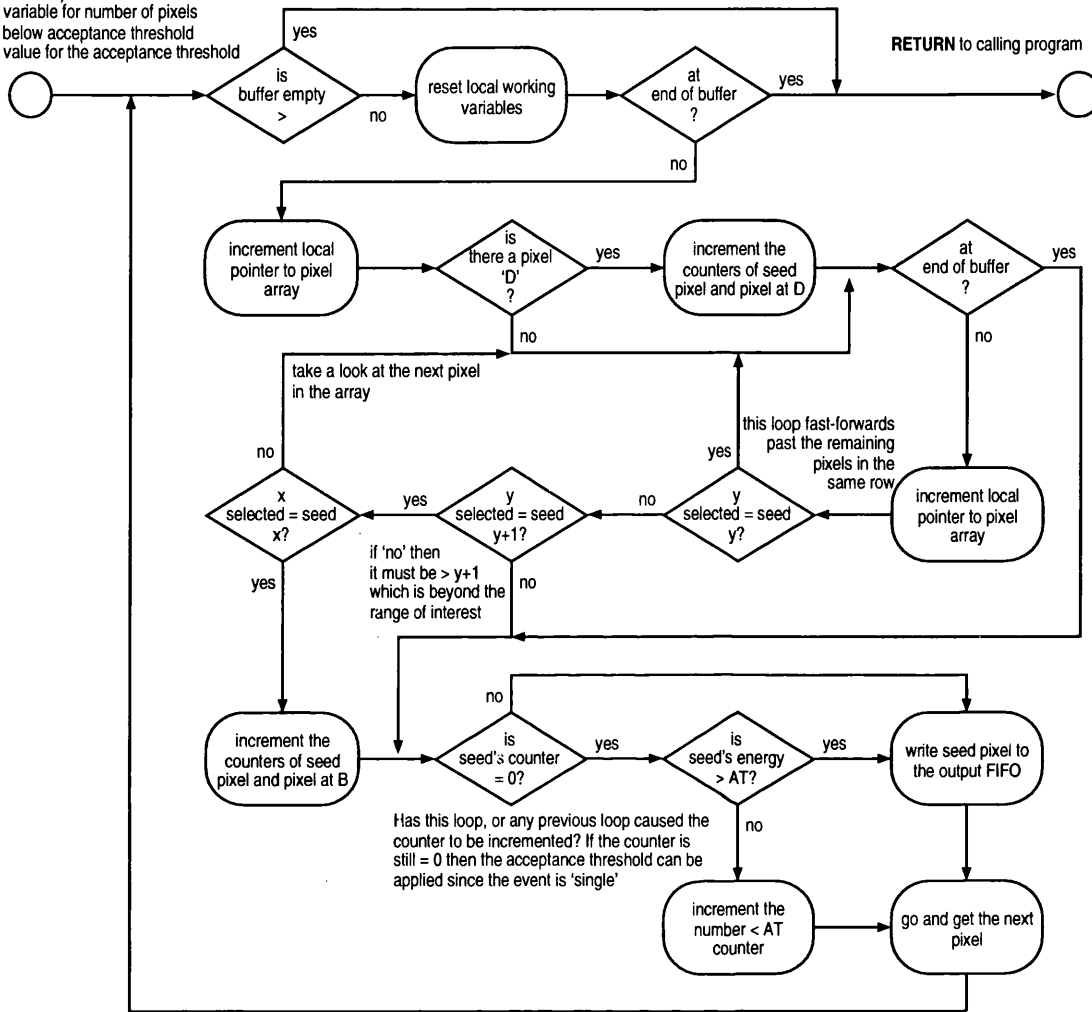 variable for number of pixels
below acceptance threshold
value for the acceptance threshold
yes
RETURN to calling program
is
buffer empty
>
no
reset local working
variables
at
end of buffer
?
yes
no
increment local
pointer to pixel
array
is
there a pixel
'D'
?
yes
increment the
counters of seed
pixel and pixel at D
at
end of buffer
?
yes
no
no
take a look at the next pixel
in the array
this loop fast-forwards
past the remaining
pixels in the
same row
no
yes
x
selected = seed
x?
yes
y
selected = seed
y+1?
no
y
selected = seed
y?
increment local
pointer to pixel
array
yes
if 'no' then
it must be > y+1
which is beyond the
range of interest
no
no
increment the
counters of seed
pixel and pixel at B
is
seed's counter
= 0?
yes
is
seed's energy
> AT?
yes
write seed pixel to
the output FIFO
Has this loop, or any previous loop caused the
counter to be incremented? If the counter is
still = 0 then the acceptance threshold can be
applied since the event is 'single'
no
increment the
number < AT
counter
go and get the next
pixel